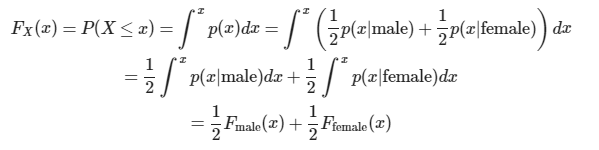 F_X(x) = P(X ≤ x) = ∫^x p(x)dx = ∫^x (1/2 p(x|male) + 1/2 p(x|female)) dx
= 1/2 ∫^x p(x|male)dx + 1/2 ∫^x p(x|female)dx
= 1/2 F_male(x) + 1/2 F_female(x)